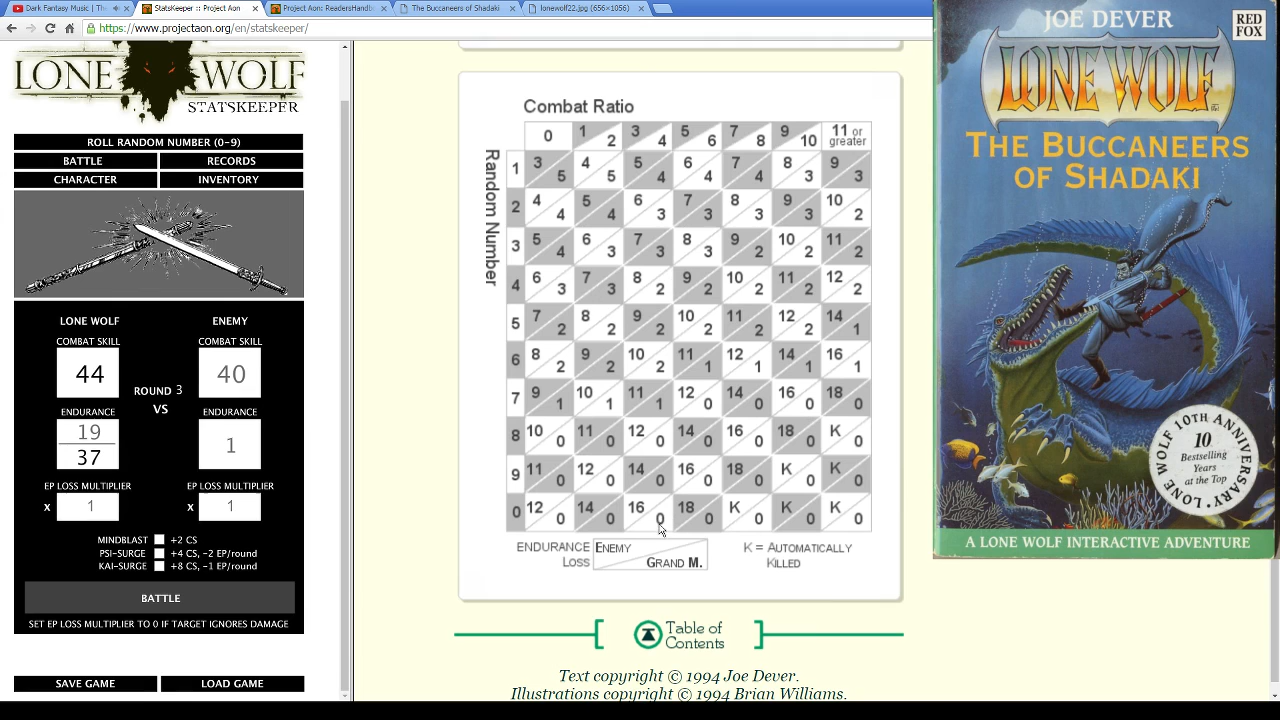 Dark Fantasy Music | Th
StatsKeeper :: Project Aon
Project Aon: ReadersHandb
The Buccaneers of Shadaki
lonewolf22.jpg (656×1056)
https://www.projectaon.org/en/statskeeper/
LONE WOLF
STATSKEEPER
ROLL RANDOM NUMBER (0-9)
BATTLE RECORDS
CHARACTER INVENTORY
LONE WOLF ENEMY
COMBAT SKILL COMBAT SKILL
44 40
ROUND 3
VS
ENDURANCE ENDURANCE
19
37
1
EP LOSS MULTIPLIER EP LOSS MULTIPLIER
x 1 x 1
MINDBLAST +2 CS
PSI-SURGE +4 CS, -2 EP/round
KAI-SURGE +8 CS, -1 EP/round
BATTLE
SET EP LOSS MULTIPLIER TO 0 IF TARGET IGNORES DAMAGE
SAVE GAME LOAD GAME
Combat Ratio
Random Number
0 1 2 3 4 5 6 7 8 9 10 11 or greater
1 3 5 4 5 5 4 6 4 7 4 8 3 9 3
2 4 4 5 4 6 3 7 3 8 3 9 3 10 2
3 5 4 6 3 7 3 8 3 9 2 10 2 11 2
4 6 3 7 3 8 2 9 2 10 2 11 2 12 2
5 7 2 8 2 9 2 10 2 11 2 12 2 14 1
6 8 2 9 2 10 2 11 1 12 1 14 1 16 1
7 9 1 10 1 11 1 12 0 14 0 16 0 18 0
8 10 0 11 0 12 0 14 0 16 0 18 0 K 0
9 11 0 12 0 14 0 16 0 18 0 K 0 K 0
0 12 0 14 0 16 0 18 0 K 0 K 0 K 0
ENDURANCE LOSS
ENEMY
GRAND M.
K = AUTOMATICALLY KILLED
Table of
Contents
Text copyright © 1994 Joe Dever.
Illustrations copyright © 1994 Brian Williams.
JOE DEVER
RED FOX
LONE WOLF
THE BUCCANEERS
OF SHADAKI
LONE WOLF 10TH ANNIVERSARY
10
Bestselling
Years
at the Top
A LONE WOLF INTERACTIVE ADVENTURE